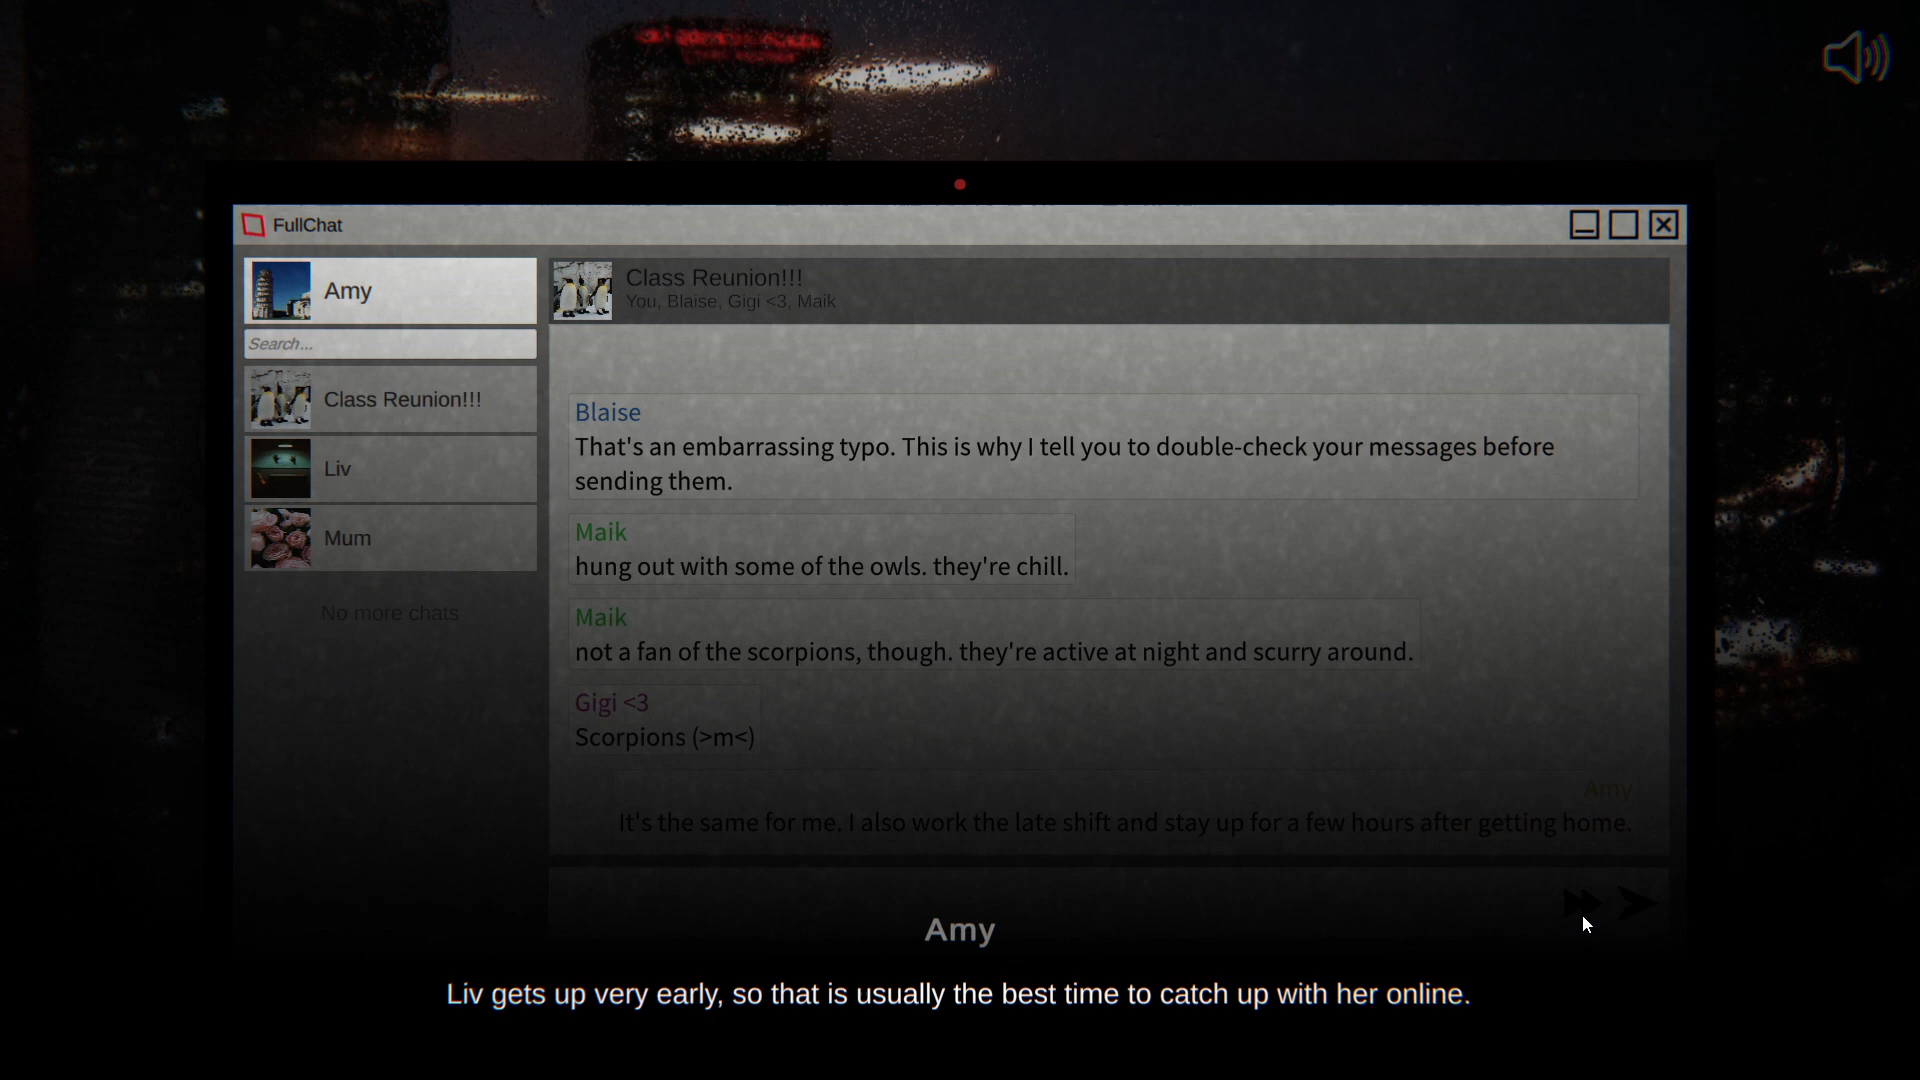 FullChat
Amy
Search...
Class Reunion!!!
Liv
Mum
No more chats
Class Reunion!!!
You, Blaise, Gigi <3, Maik
Blaise
That's an embarrassing typo. This is why I tell you to double-check your messages before
sending them.
Maik
hung out with some of the owls. they're chill.
Maik
not a fan of the scorpions, though. they're active at night and scurry around.
Gigi <3
Scorpions (>m<)
Amy
It's the same for me. I also work the late shift and stay up for a few hours after getting home.
Amy
Liv gets up very early, so that is usually the best time to catch up with her online.